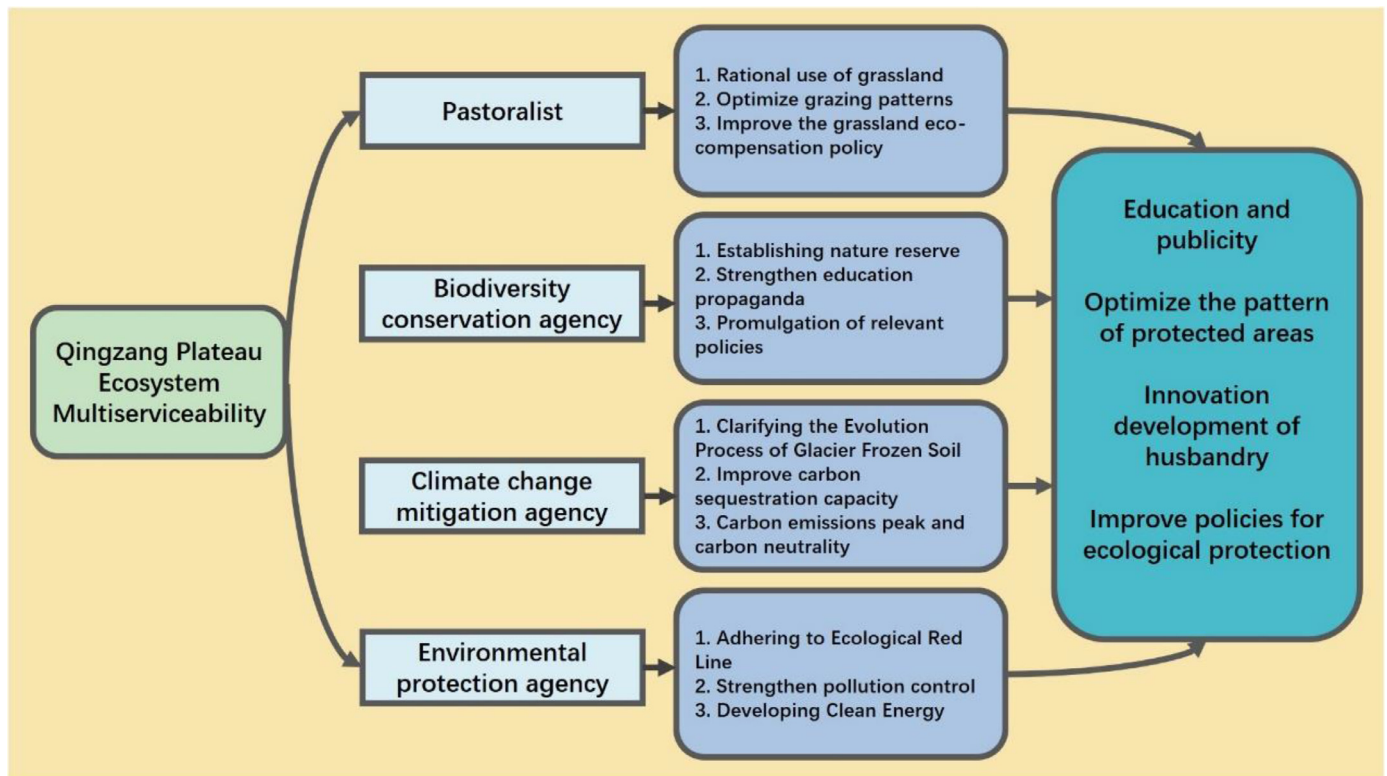 Qingzang Plateau
Ecosystem
Multiserviceability
Pastoralist
1. Rational use of grassland
2. Optimize grazing patterns
3. Improve the grassland eco-
compensation policy
Biodiversity
conservation agency
1. Establishing nature reserve
2. Strengthen education
propaganda
3. Promulgation of relevant
policies
Climate change
mitigation agency
1. Clarifying the Evolution
Process of Glacier Frozen Soil
2. Improve carbon
sequestration capacity
3. Carbon emissions peak and
carbon neutrality
Environmental
protection agency
1. Adhering to Ecological Red
Line
2. Strengthen pollution control
3. Developing Clean Energy
Education and
publicity
Optimize the pattern
of protected areas
Innovation
development of
husbandry
Improve policies for
ecological protection